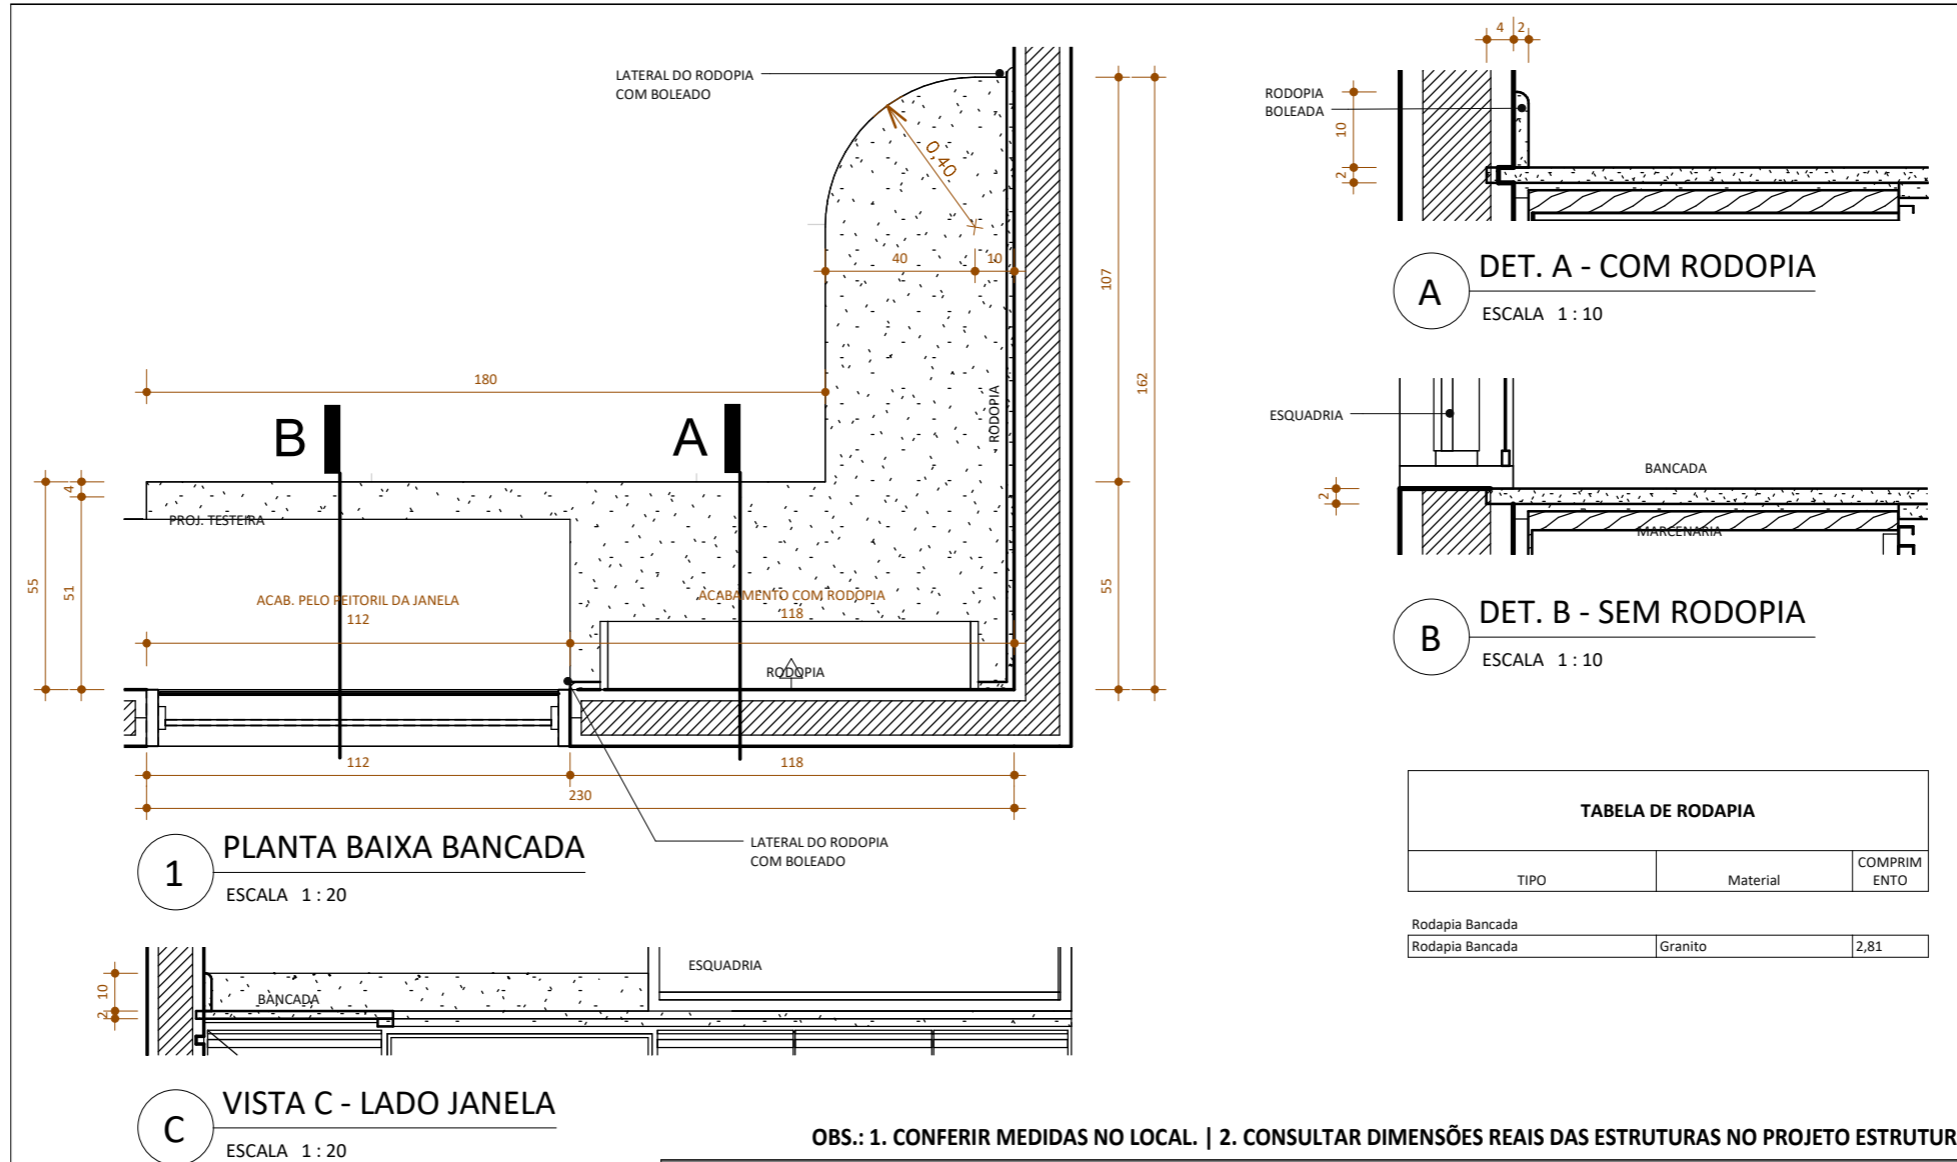 LATERAL DO RODOPIA
COM BOLEADO
0,40
40
10
107
162
180
B
A
RODOPIA
4
PROJ. TESTEIRA
55
51
55
ACAB. PELO PEITORIL DA JANELA
112
ACABAMENTO COM RODOPIA
118
RODOPIA
112
118
230
LATERAL DO RODOPIA
COM BOLEADO
1
PLANTA BAIXA BANCADA
ESCALA 1 : 20
ESQUADRIA
BANCADA
10
2
C
VISTA C - LADO JANELA
ESCALA 1 : 20
4
2
RODOPIA
BOLEADA
10
2
A
DET. A - COM RODOPIA
ESCALA 1 : 10
ESQUADRIA
BANCADA
2
MARCENARIA
B
DET. B - SEM RODOPIA
ESCALA 1 : 10
TABELA DE RODAPIA
TIPO
Material
COMPRIM
ENTO
Rodapia Bancada
Rodapia Bancada Granito 2,81
OBS.: 1. CONFERIR MEDIDAS NO LOCAL. | 2. CONSULTAR DIMENSÕES REAIS DAS ESTRUTURAS NO PROJETO ESTRUTUR